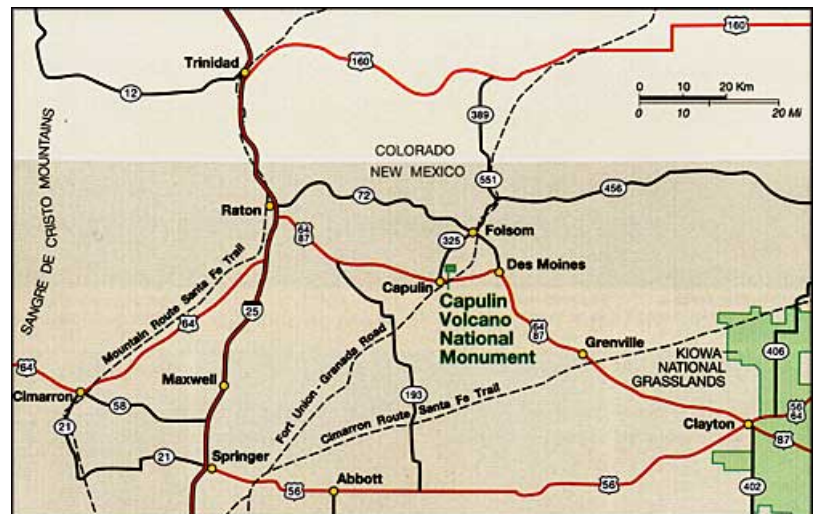 160
Trinidad
160
12
0 10 20 Km
0 10 20 Mi
389
SANGRE DE CRISTO MOUNTAINS
COLORADO
NEW MEXICO
551
456
72
Raton
64
87
Folsom
325
Des Moines
Capulin
Capulin
Volcano
National
Monument
Mountain Route Santa Fe Trail
64
25
64
87
Grenville
KIOWA
NATIONAL
GRASSLANDS
406
Fort Union - Granada Road
64
Cimarron
Maxwell
58
193
Cimarron Route Santa Fe Trail
56
64
21
Clayton
87
21
Springer
Abbott
56
56
402